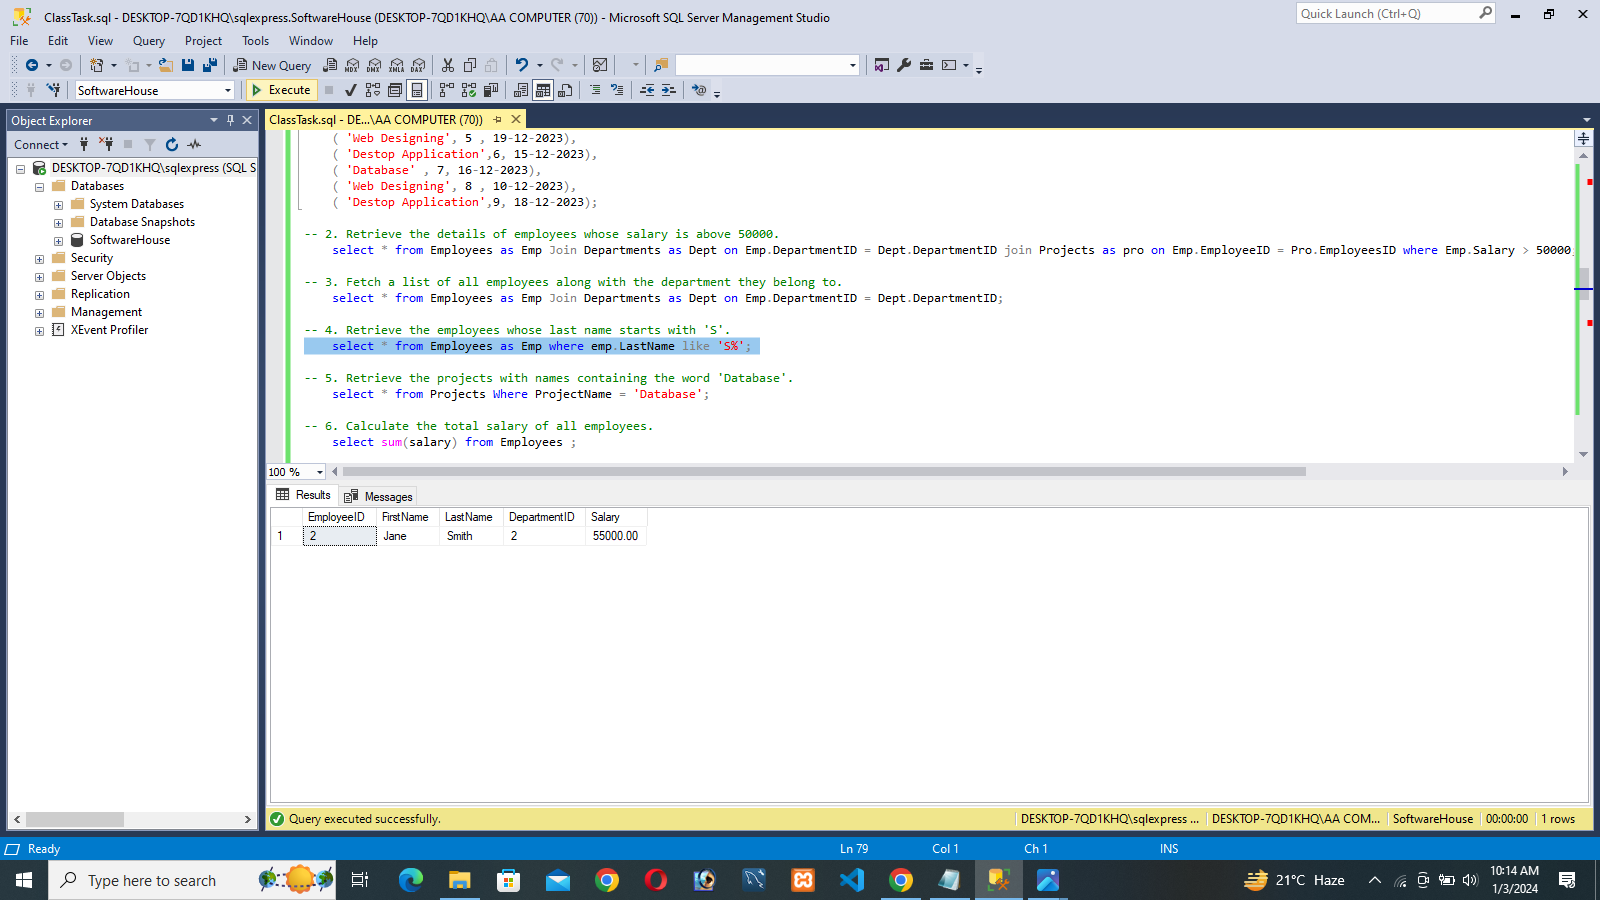 ClassTask.sql - DESKTOP-7QD1KHQ\sqlexpress.SoftwareHouse (DESKTOP-7QD1KHQ\AA COMPUTER (70)) - Microsoft SQL Server Management Studio
Quick Launch (Ctrl+Q)
File Edit View Query Project Tools Window Help
New Query
MDX DMX XMLA DAX
SoftwareHouse
Execute
Object Explorer
ClassTask.sql - DE...\AA COMPUTER (70))
Connect
DESKTOP-7QD1KHQ\sqlexpress (SQL S
Databases
System Databases
Database Snapshots
SoftwareHouse
Security
Server Objects
Replication
Management
XEvent Profiler
( 'Web Designing', 5 , 19-12-2023),
( 'Destop Application',6, 15-12-2023),
( 'Database' , 7, 16-12-2023),
( 'Web Designing', 8 , 10-12-2023),
( 'Destop Application',9, 18-12-2023);
-- 2. Retrieve the details of employees whose salary is above 50000.
select * from Employees as Emp Join Departments as Dept on Emp.DepartmentID = Dept.DepartmentID join Projects as pro on Emp.EmployeeID = Pro.EmployeesID where Emp.Salary > 50000;
-- 3. Fetch a list of all employees along with the department they belong to.
select * from Employees as Emp Join Departments as Dept on Emp.DepartmentID = Dept.DepartmentID;
-- 4. Retrieve the employees whose last name starts with 'S'.
select * from Employees as Emp where emp.LastName like 'S%';
-- 5. Retrieve the projects with names containing the word 'Database'.
select * from Projects Where ProjectName = 'Database';
-- 6. Calculate the total salary of all employees.
select sum(salary) from Employees ;
100 %
Results Messages
EmployeeID FirstName LastName DepartmentID Salary
1 2 Jane Smith 2 55000.00
Query executed successfully.
DESKTOP-7QD1KHQ\sqlexpress ... DESKTOP-7QD1KHQ\AA COM... SoftwareHouse 00:00:00 1 rows
Ready Ln 79 Col 1 Ch 1 INS
Type here to search
21°C Haze
10:14 AM
1/3/2024